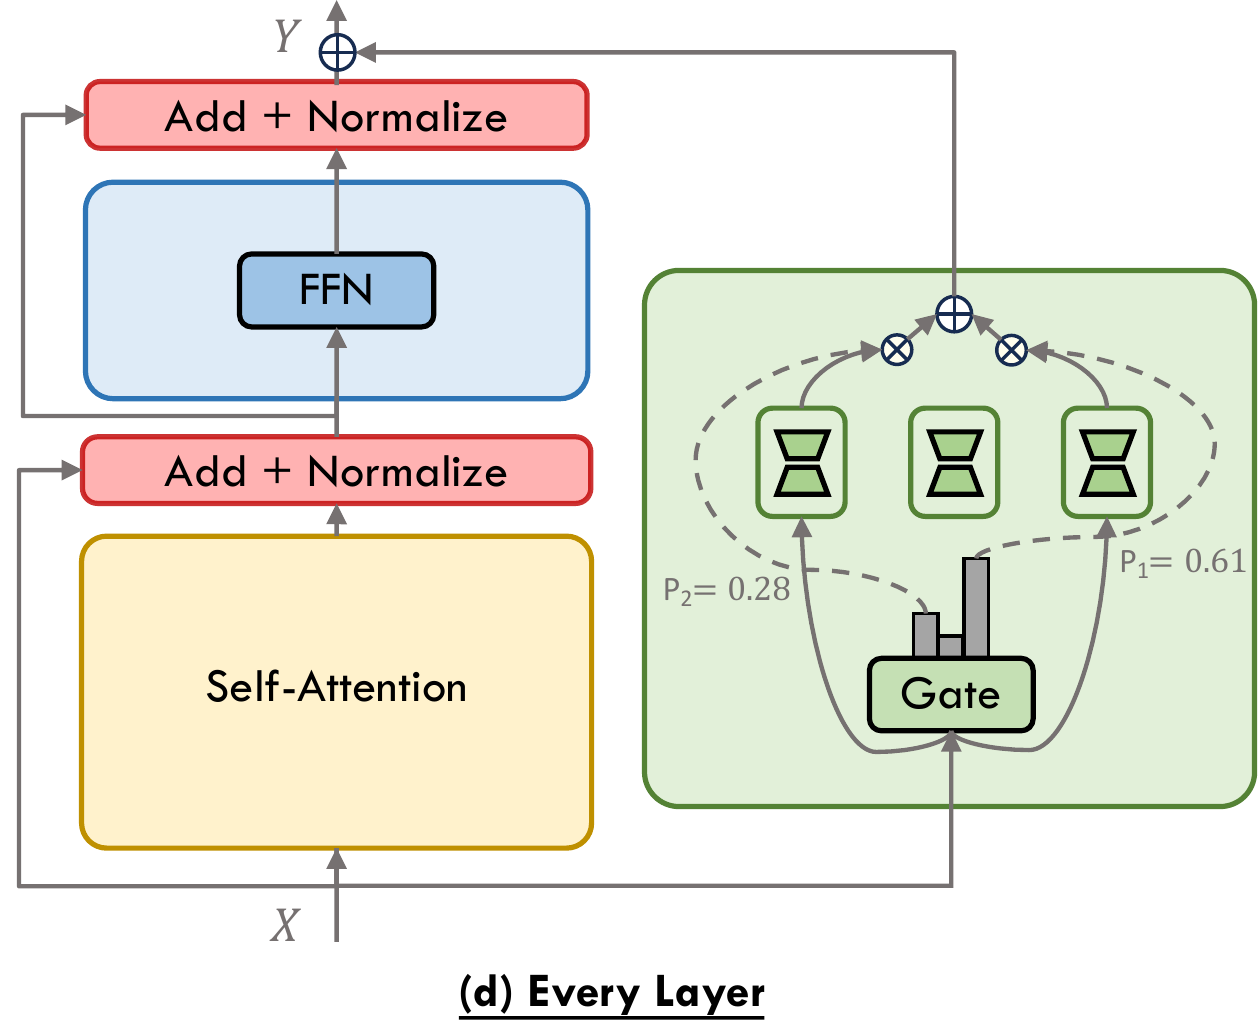 Y
Add + Normalize
FFN
Add + Normalize
P₁= 0.61
P₂= 0.28
Self-Attention
Gate
X
(d) Every Layer